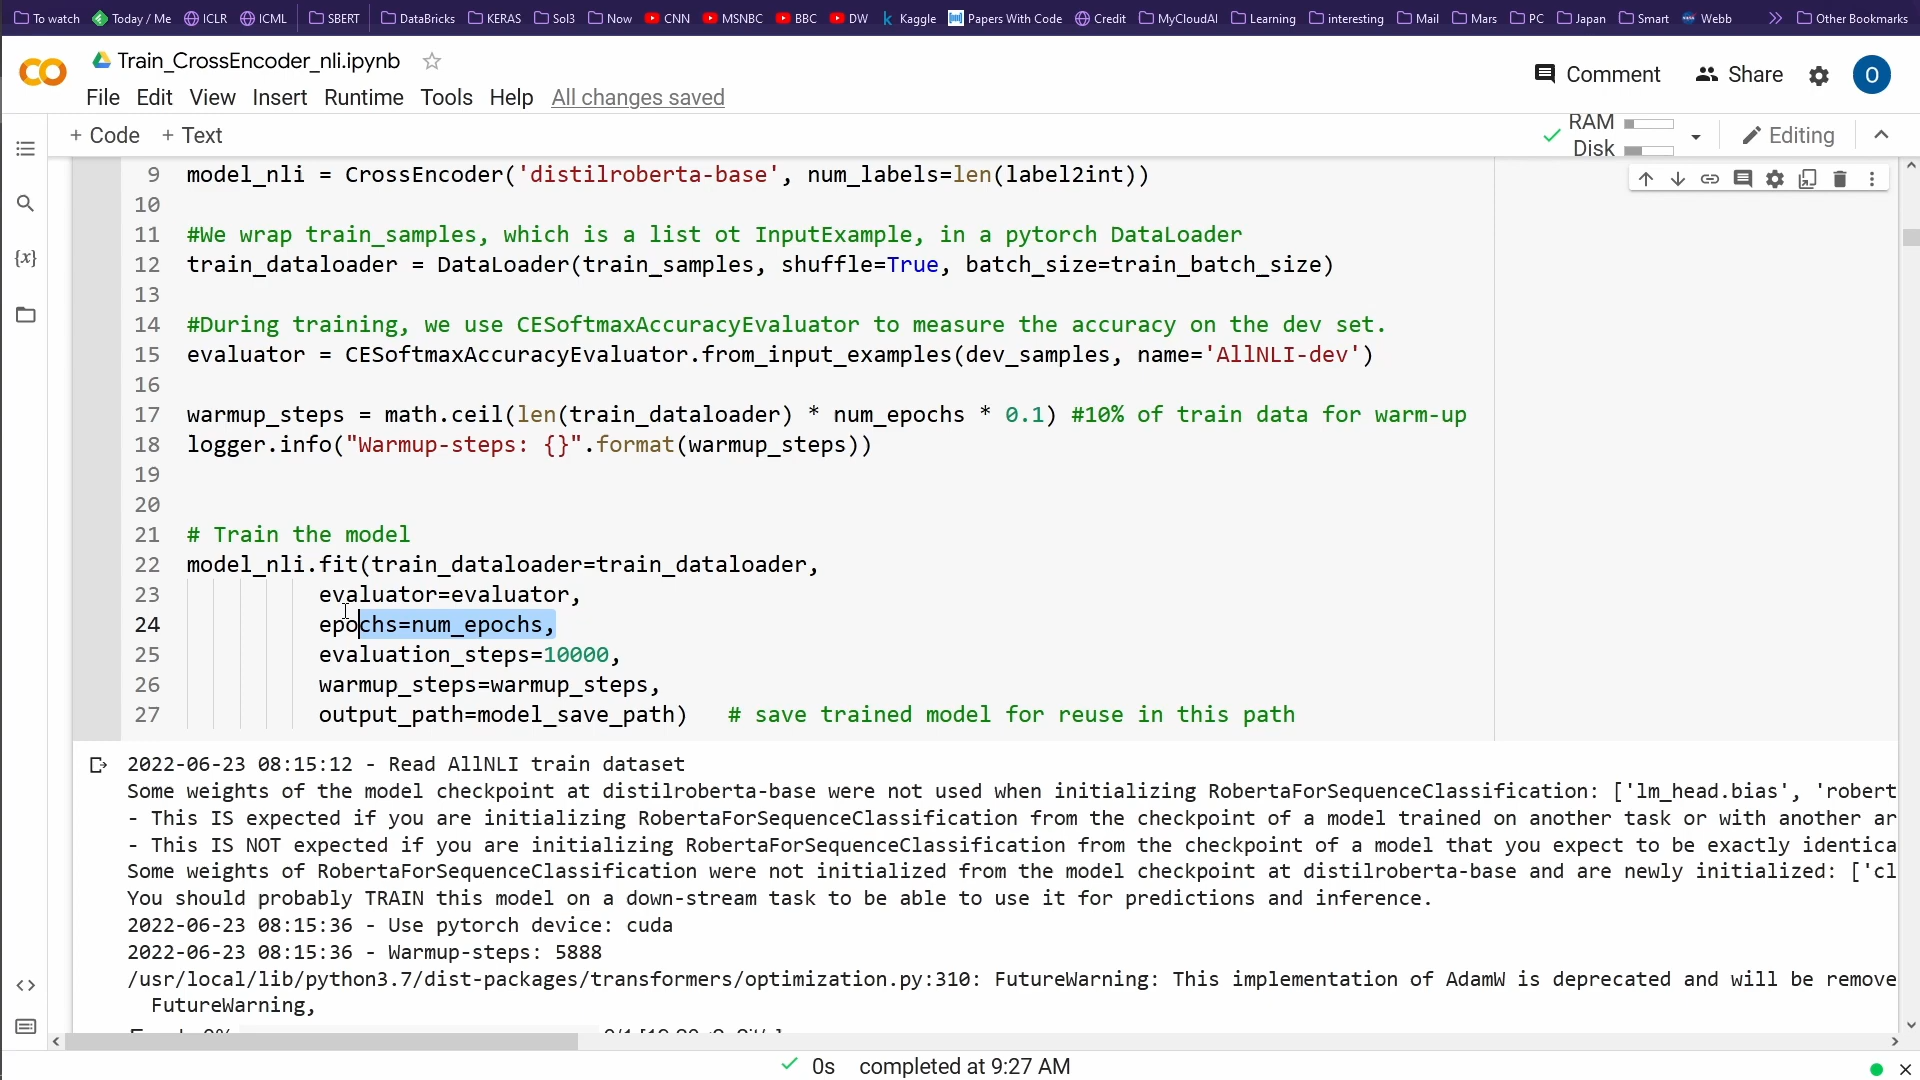 To watch Today / Me ICLR ICML SBERT DataBricks KERAS Sol3 Now CNN MSNBC BBC DW Kaggle Papers With Code Credit MyCloudAI Learning interesting Mail Mars PC Japan Smart Webb Other Bookmarks
Train_CrossEncoder_nli.ipynb
Comment Share O
File Edit View Insert Runtime Tools Help All changes saved
+ Code + Text
RAM
Disk
Editing
9 model_nli = CrossEncoder('distilroberta-base', num_labels=len(label2int))
10
11 #We wrap train_samples, which is a list ot InputExample, in a pytorch DataLoader
12 train_dataloader = DataLoader(train_samples, shuffle=True, batch_size=train_batch_size)
13
14 #During training, we use CESoftmaxAccuracyEvaluator to measure the accuracy on the dev set.
15 evaluator = CESoftmaxAccuracyEvaluator.from_input_examples(dev_samples, name='AllNLI-dev')
16
17 warmup_steps = math.ceil(len(train_dataloader) * num_epochs * 0.1) #10% of train data for warm-up
18 logger.info("Warmup-steps: {}".format(warmup_steps))
19
20
21 # Train the model
22 model_nli.fit(train_dataloader=train_dataloader,
23 evaluator=evaluator,
24 epochs=num_epochs,
25 evaluation_steps=10000,
26 warmup_steps=warmup_steps,
27 output_path=model_save_path) # save trained model for reuse in this path
2022-06-23 08:15:12 - Read AllNLI train dataset
Some weights of the model checkpoint at distilroberta-base were not used when initializing RobertaForSequenceClassification: ['lm_head.bias', 'robert
- This IS expected if you are initializing RobertaForSequenceClassification from the checkpoint of a model trained on another task or with another ar
- This IS NOT expected if you are initializing RobertaForSequenceClassification from the checkpoint of a model that you expect to be exactly identica
Some weights of RobertaForSequenceClassification were not initialized from the model checkpoint at distilroberta-base and are newly initialized: ['cl
You should probably TRAIN this model on a down-stream task to be able to use it for predictions and inference.
2022-06-23 08:15:36 - Use pytorch device: cuda
2022-06-23 08:15:36 - Warmup-steps: 5888
/usr/local/lib/python3.7/dist-packages/transformers/optimization.py:310: FutureWarning: This implementation of AdamW is deprecated and will be remove
FutureWarning,
0s completed at 9:27 AM